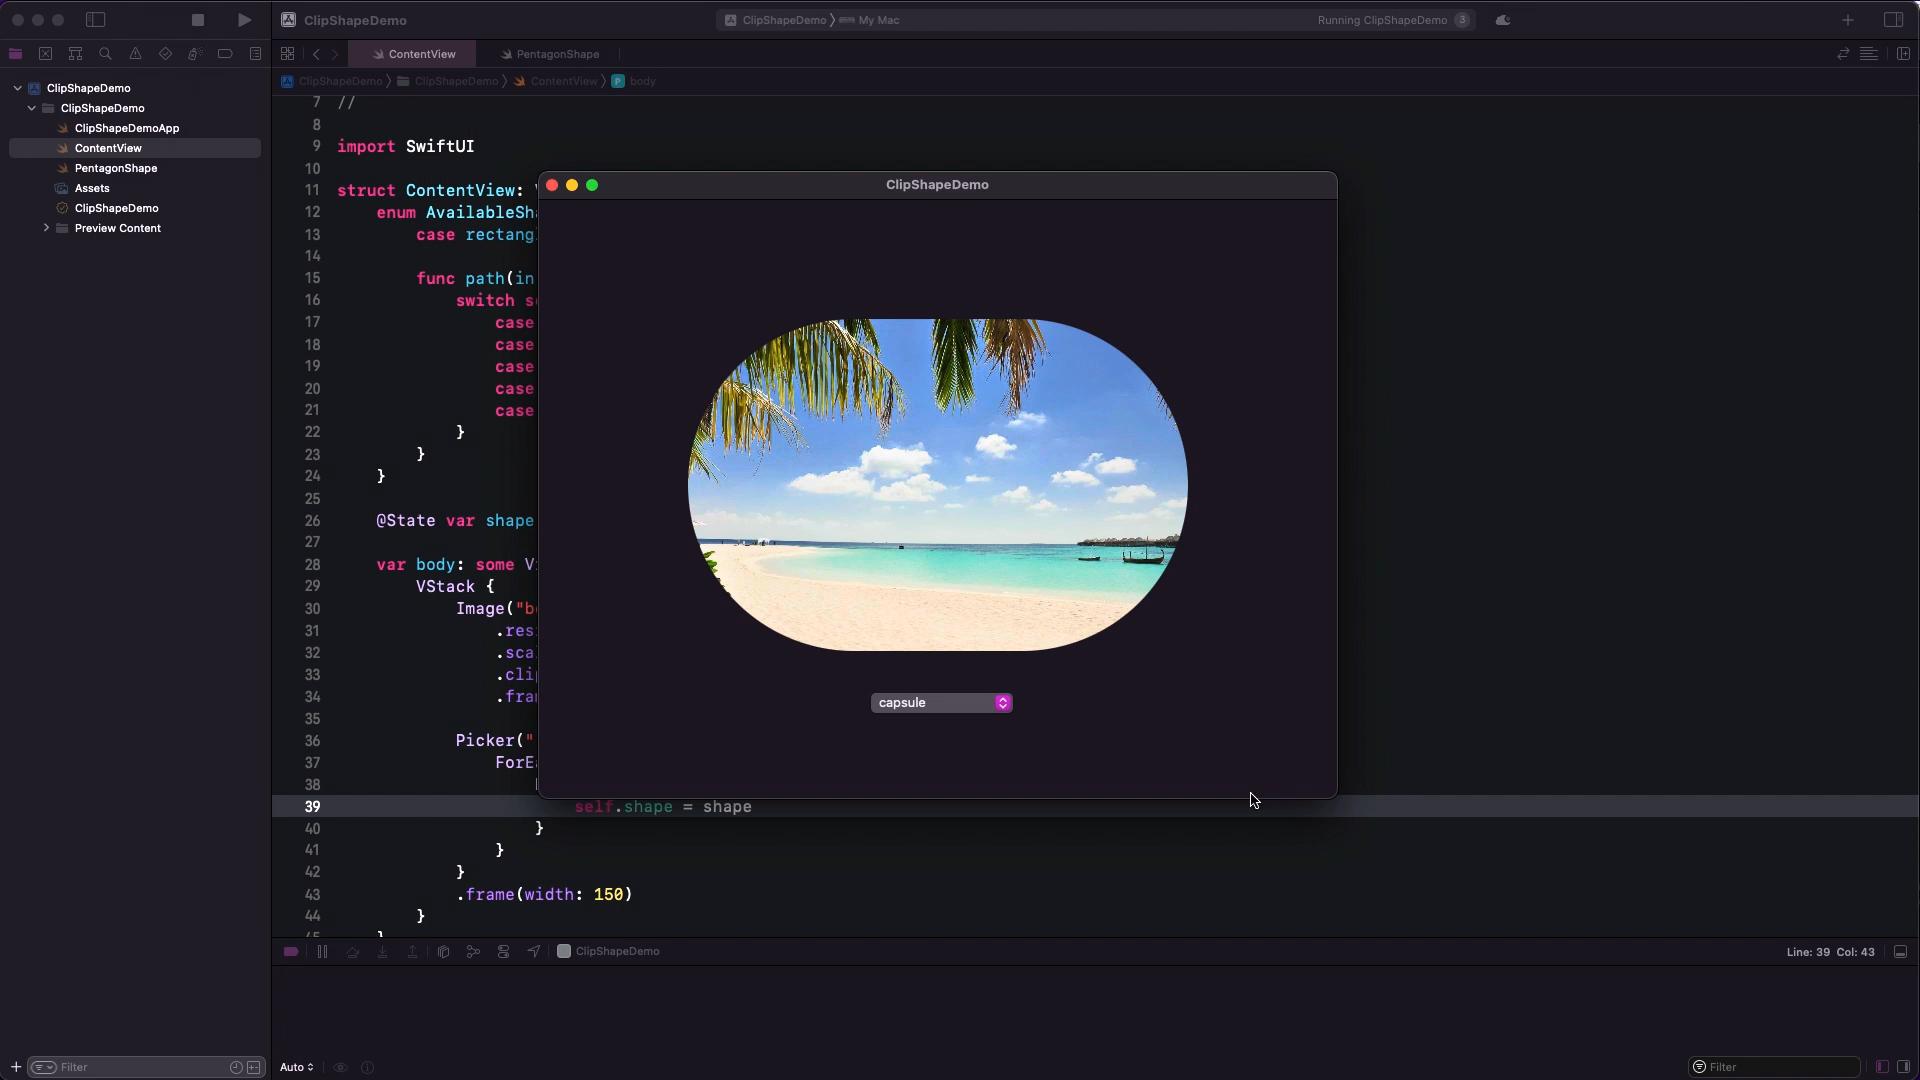 ClipShapeDemo
ClipShapeDemo ❯ My Mac
Running ClipShapeDemo 3
ContentView
PentagonShape
ClipShapeDemo ❯ ClipShapeDemo ❯ ContentView ❯ P body
ClipShapeDemo
ClipShapeDemo
ClipShapeDemoApp
ContentView
PentagonShape
Assets
ClipShapeDemo
Preview Content
7 //
8
9 import SwiftUI
10
11 struct ContentView:
12 enum AvailableSh
13 case rectang
14
15 func path(in
16 switch s
17 case
18 case
19 case
20 case
21 case
22 }
23 }
24 }
25
26 @State var shape
27
28 var body: some V
29 VStack {
30 Image("b
31 .res
32 .sca
33 .cli
34 .fra
35
36 Picker("
37 ForE
38
39 self.shape = shape
40 }
41 }
42 }
43 .frame(width: 150)
44 }
45 }
ClipShapeDemo
capsule
ClipShapeDemo
Line: 39 Col: 43
Filter
Auto
Filter